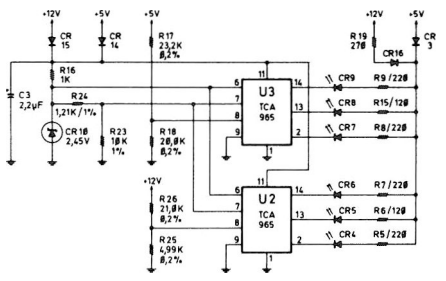 +12V
+5V
+5V
+12V
+5V
CR
15
CR
14
R17
23,2K
0,2%
R19
270
CR
3
CR16
R16
1K
11
C3
2,2µF
R24
1,21K/1%
6
7
8
9
U3
TCA
965
14
13
2
1
CR9
R9/220
CR8
R15/120
CR7
R8/220
CR10
2,45V
R23
10K
1%
R18
20,0K
0,2%
+12V
11
R26
21,0K
0,2%
R25
4,99K
0,2%
6
7
8
9
U2
TCA
965
14
13
2
1
CR6
R7/220
CR5
R6/120
CR4
R5/220